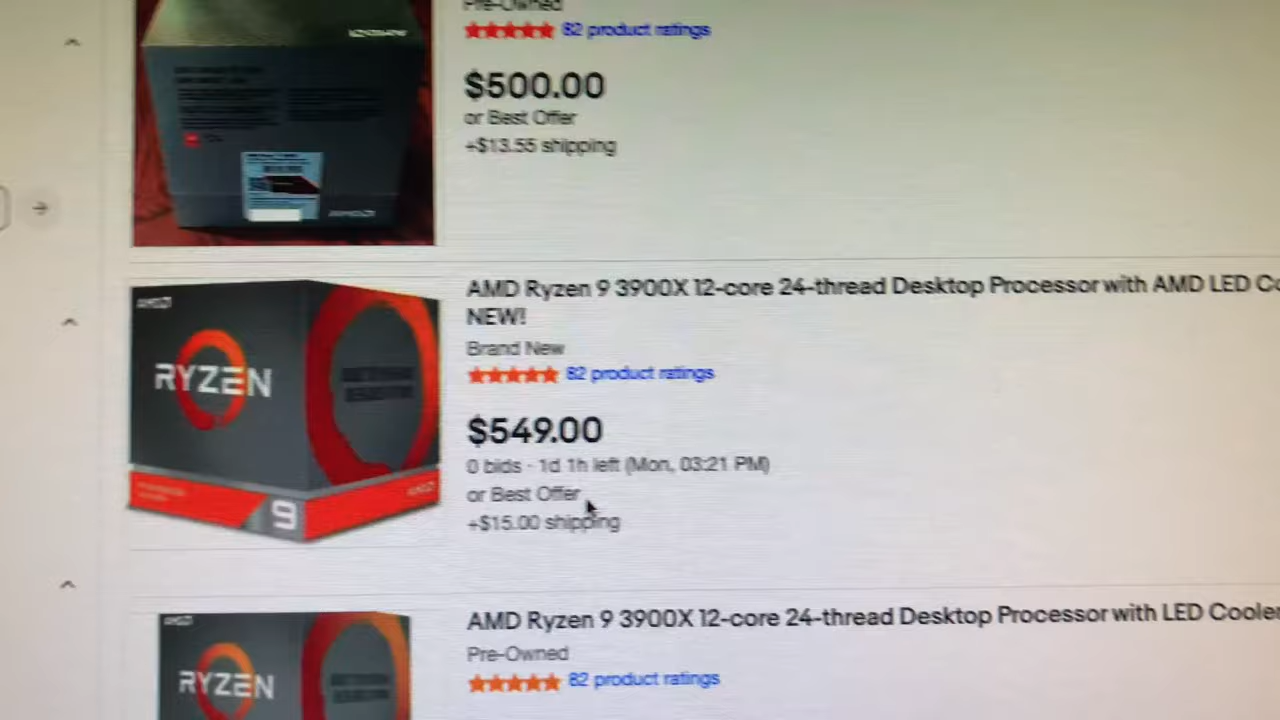 Pre-Owned
82 product ratings
$500.00
or Best Offer
+$13.55 shipping
AMD Ryzen 9 3900X 12-core 24-thread Desktop Processor with AMD LED Co
NEW!
Brand New
82 product ratings
$549.00
0 bids · 1d 1h left (Mon, 03:21 PM)
or Best Offer
+$15.00 shipping
AMD
RYZEN
9
AMD Ryzen 9 3900X 12-core 24-thread Desktop Processor with LED Cooler
Pre-Owned
82 product ratings
AMD
RYZEN